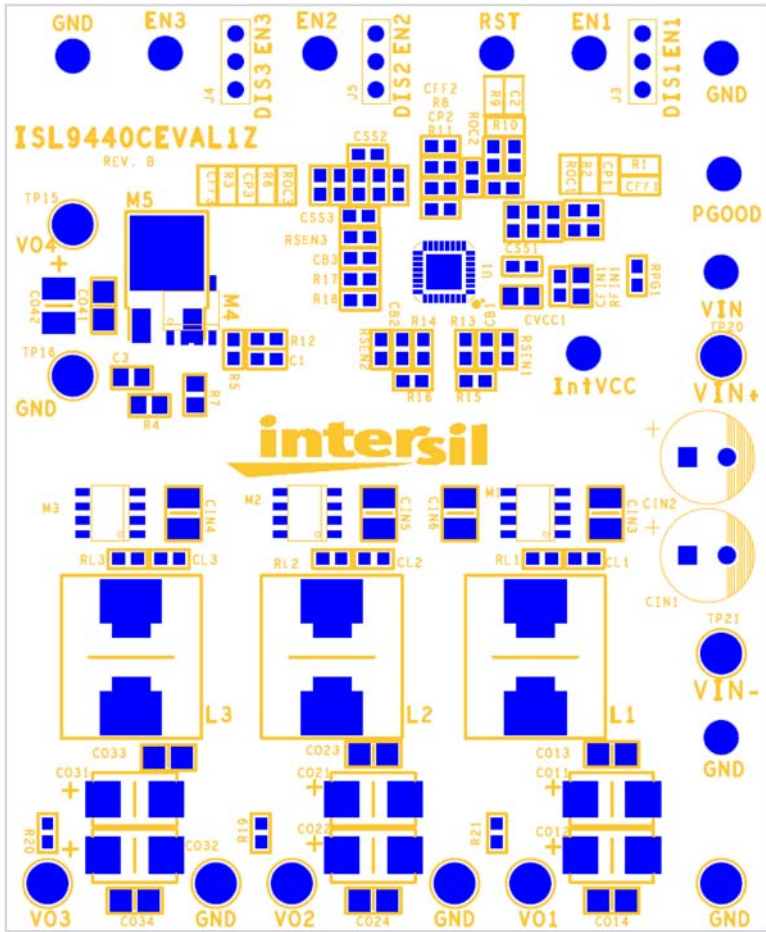 GND
EN3
DIS3 EN3
J4
EN2
DIS2 EN2
J5
RST
EN1
DIS1EN1
J3
GND
ISL9440CEVAL1Z
REV. B
CFF2
R8
CP2
R11
ROC2
R9
C2
R10
CSS2
R3
CP3
R6
ROC3
ROC1
R2
CP1
R1
CFF1
TP15
M5
VO4
PGOOD
CSS3
RSEN3
CB3
R17
R18
U1
CSS1
CVCC1
CFIN1
RFIN1
RPG1
VIN
CO42
CO41
M4
TP16
GND
C3
R4
R7
R5
R12
C1
RSEN2
CB2
R14
R16
R13
CB1
RSEN1
R15
IntVCC
TP20
VIN+
intersil
CIN2
M3
CIN4
M2
CIN5
CIN6
M1
CIN3
RL3
CL3
RL2
CL2
RL1
CL1
CIN1
TP21
VIN-
L3
L2
L1
GND
CO33
CO31
CO32
CO34
CO23
CO21
CO22
CO24
CO13
CO11
CO12
CO14
R20
R19
R21
VO3
GND
VO2
GND
VO1
GND